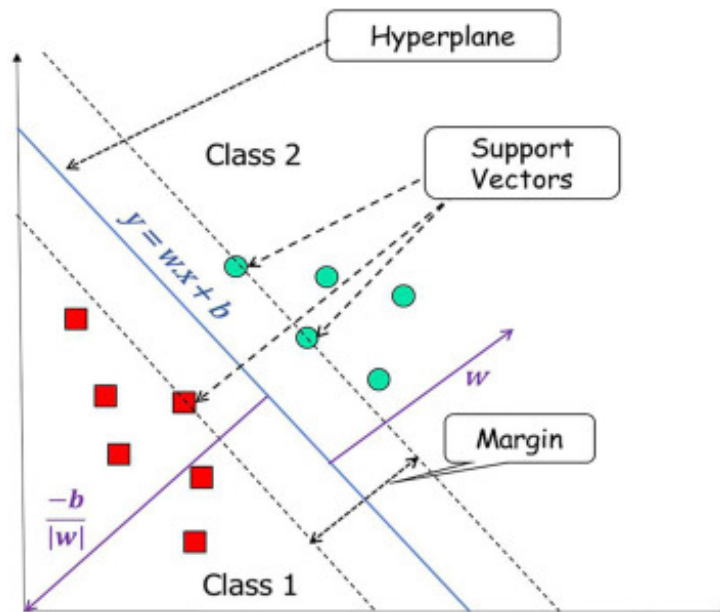 Hyperplane
Class 2
Support
Vectors
y = wx + b
w
Margin
-b
|w|
Class 1